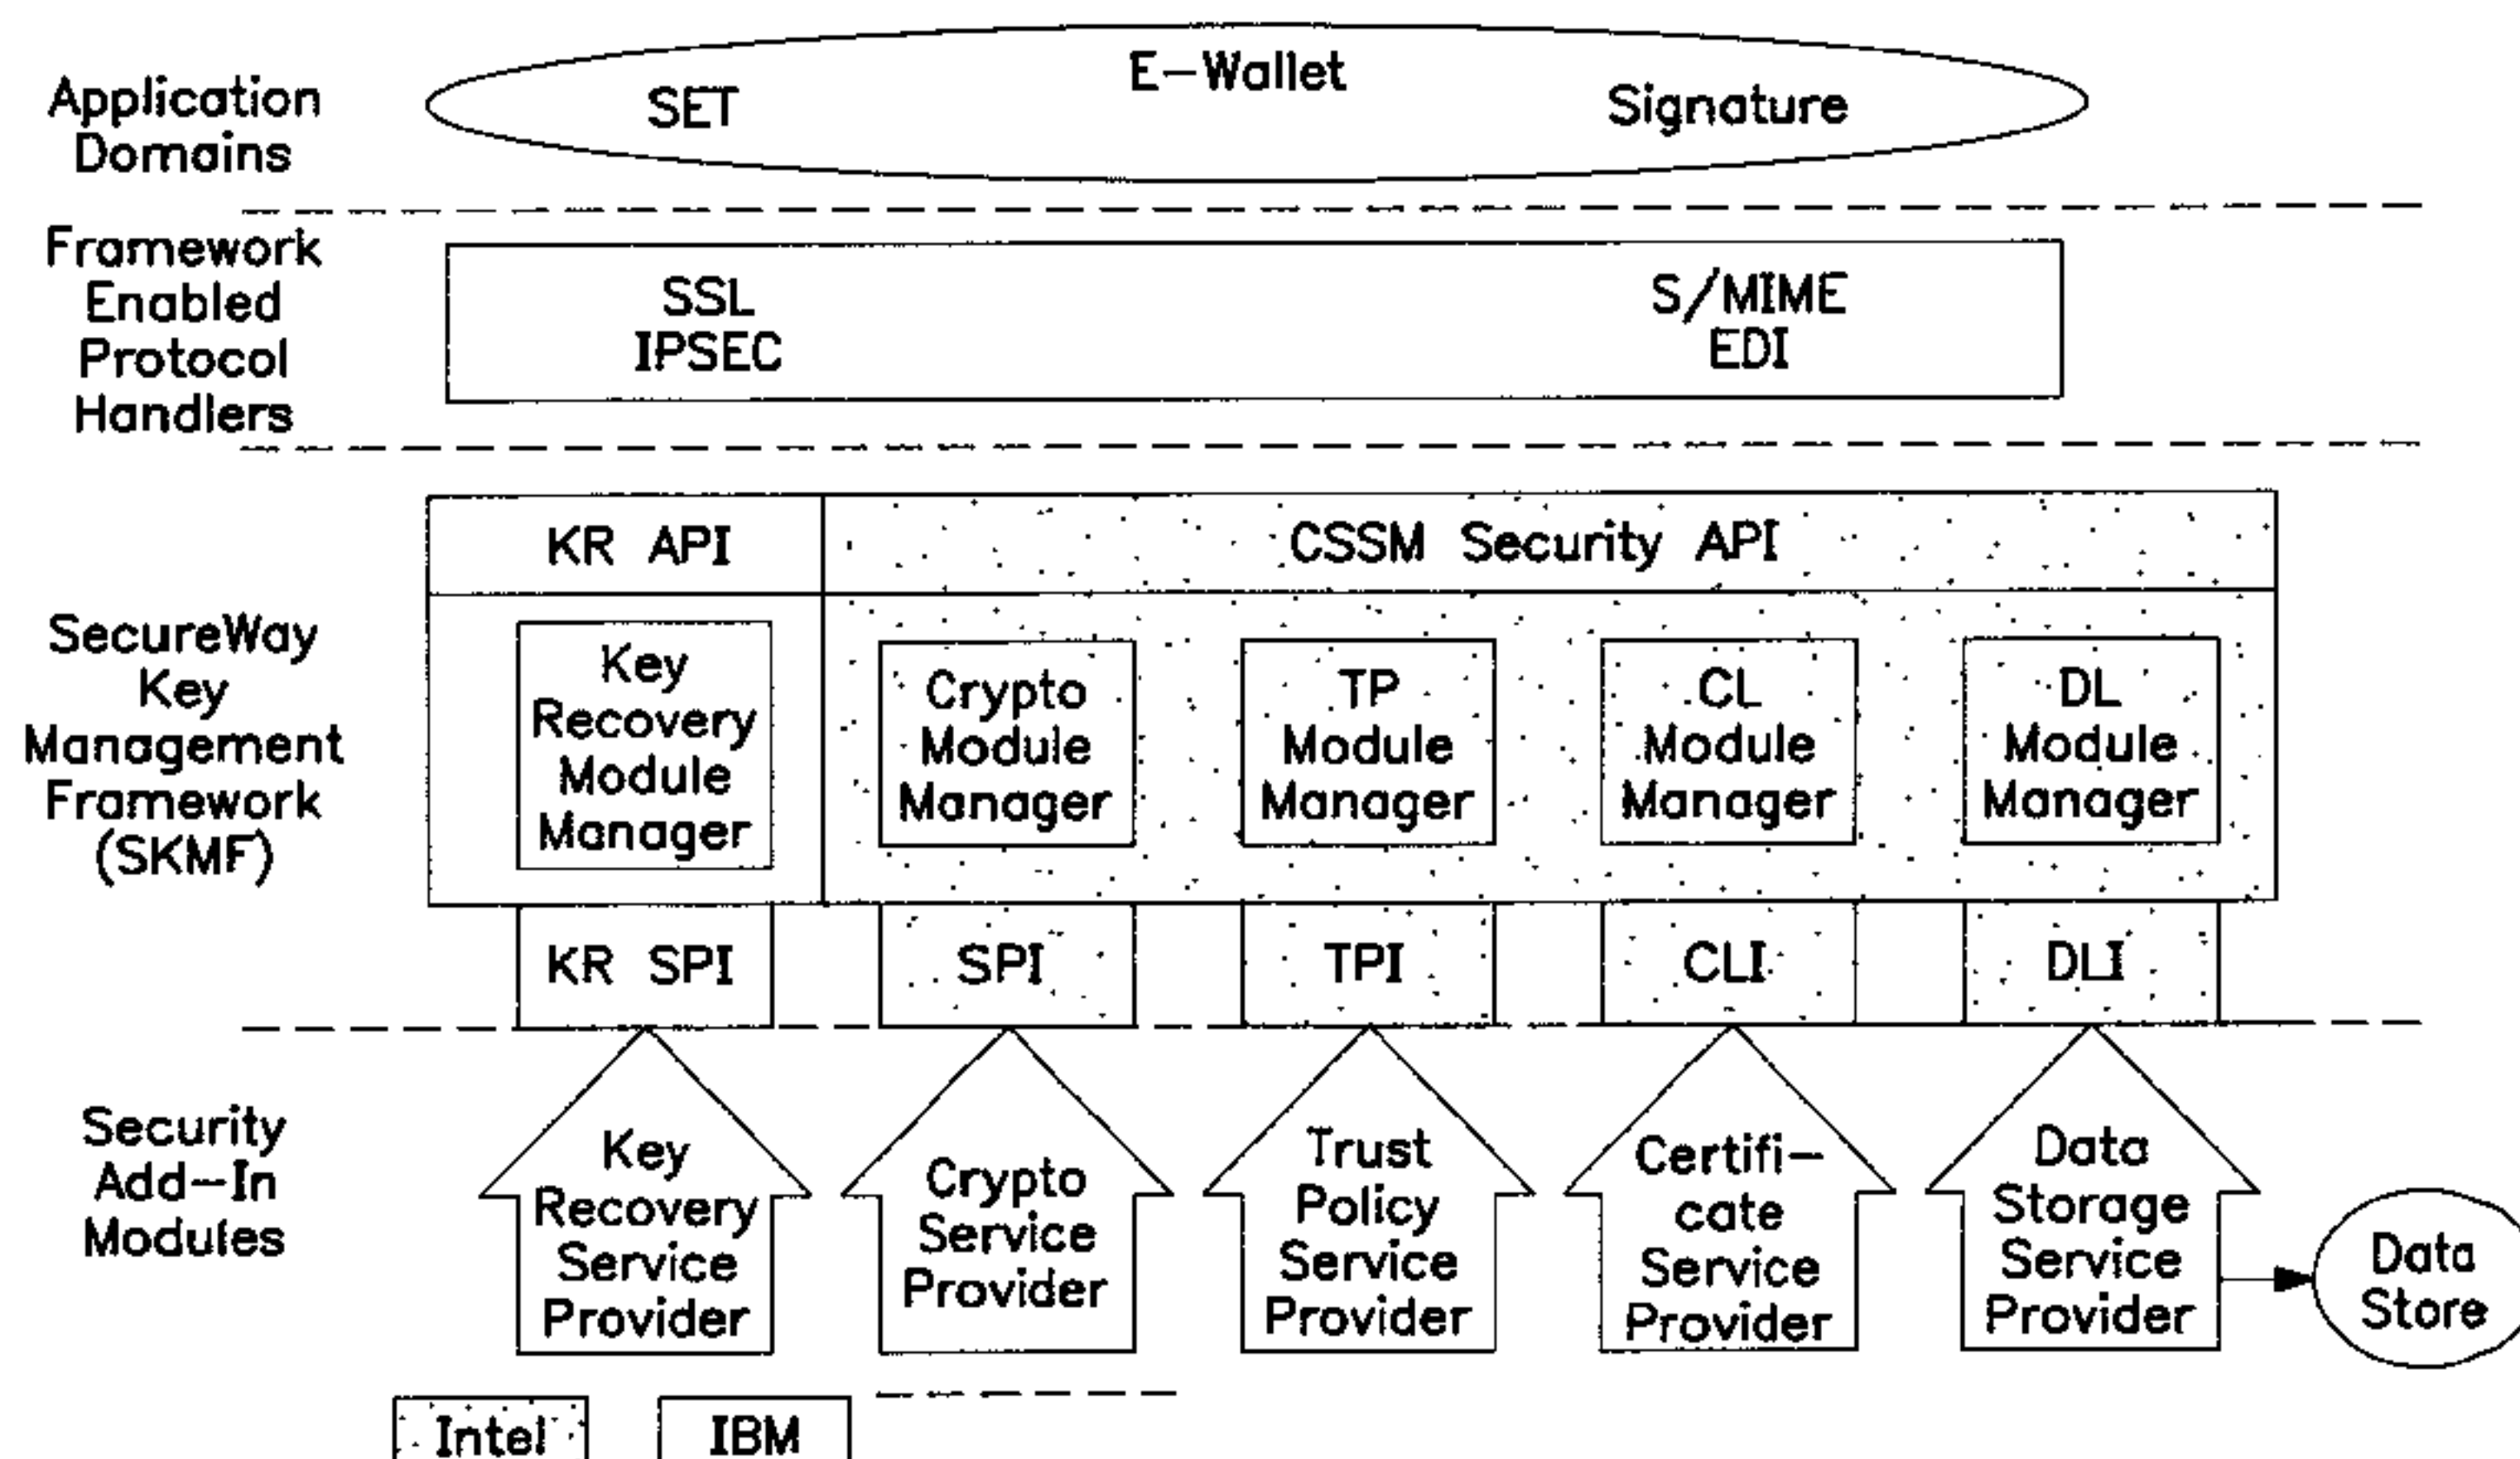 Application
Domains
SET
E-Wallet
Signature
Framework
Enabled
Protocol
Handlers
SSL
IPSEC
S/MIME
EDI
SecureWay
Key
Management
Framework
(SKMF)
KR API
CSSM Security API
Key
Recovery
Module
Manager
Crypto
Module
Manager
TP
Module
Manager
CL
Module
Manager
DL
Module
Manager
KR SPI
SPI
TPI
CLI
DLI
Security
Add-In
Modules
Key
Recovery
Service
Provider
Crypto
Service
Provider
Trust
Policy
Service
Provider
Certifi-
cate
Service
Provider
Data
Storage
Service
Provider
Data
Store
Intel
IBM